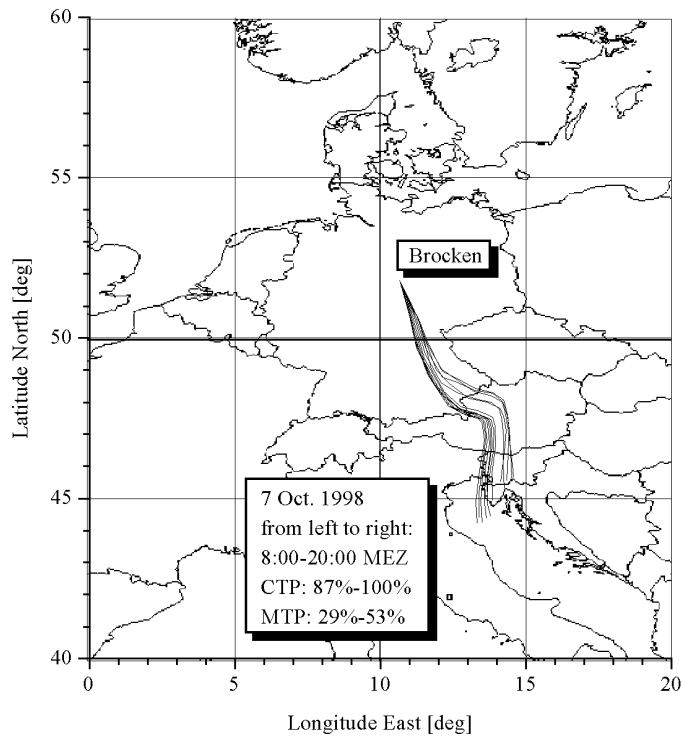 60
55
50
45
40
Latitude North [deg]
Brocken
7 Oct. 1998
from left to right:
8:00-20:00 MEZ
CTP: 87%-100%
MTP: 29%-53%
0 5 10 15 20
Longitude East [deg]